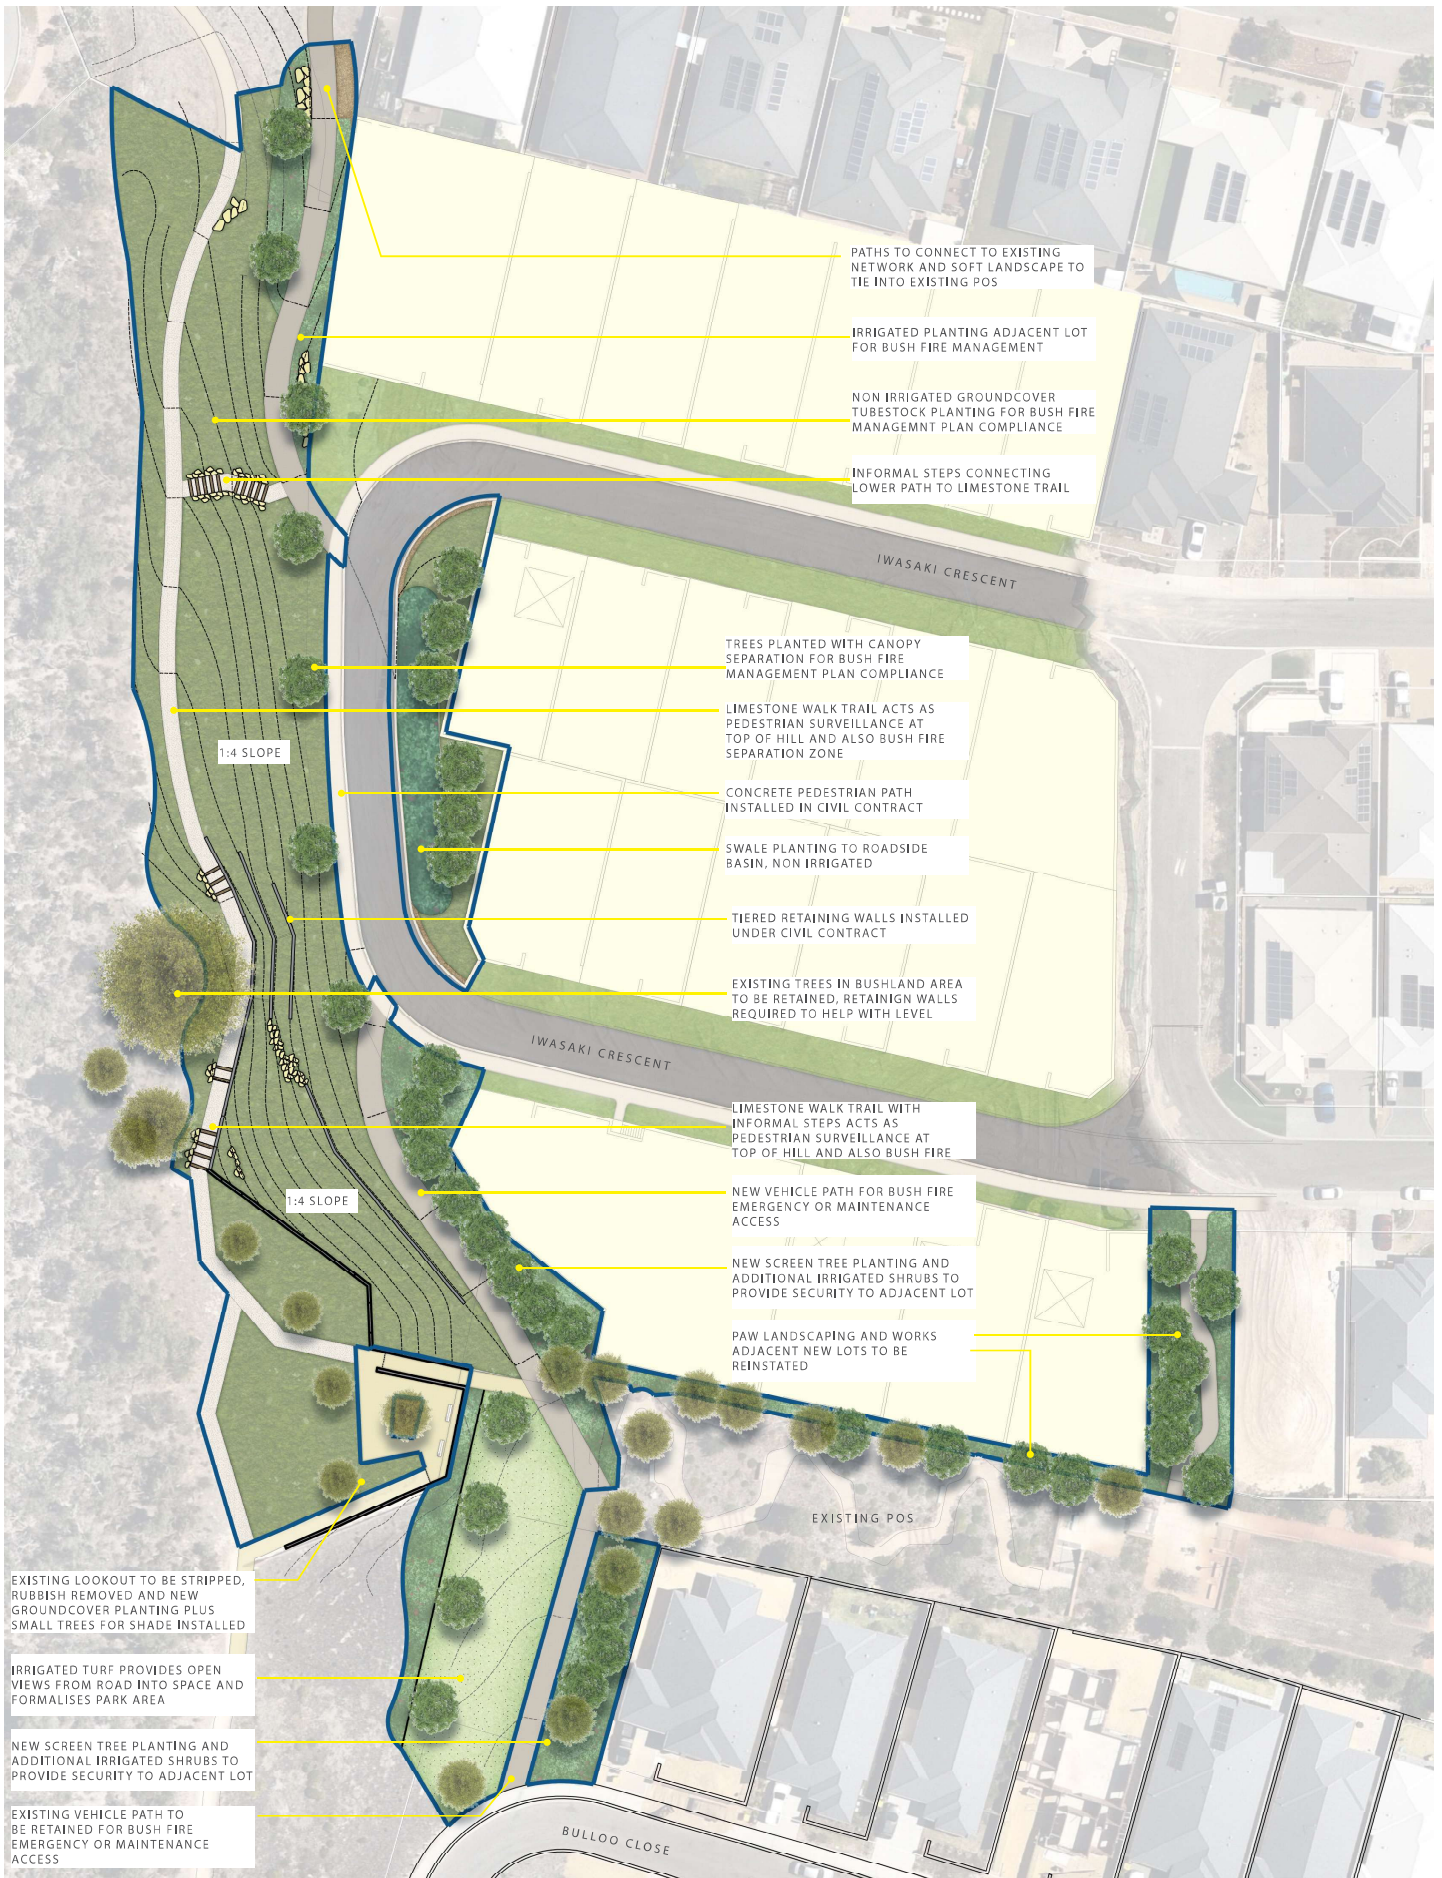 PATHS TO CONNECT TO EXISTING
NETWORK AND SOFT LANDSCAPE TO
TIE INTO EXISTING POS
IRRIGATED PLANTING ADJACENT LOT
FOR BUSH FIRE MANAGEMENT
NON IRRIGATED GROUNDCOVER
TUBESTOCK PLANTING FOR BUSH FIRE
MANAGEMNT PLAN COMPLIANCE
INFORMAL STEPS CONNECTING
LOWER PATH TO LIMESTONE TRAIL
IWASAKI CRESCENT
TREES PLANTED WITH CANOPY
SEPARATION FOR BUSH FIRE
MANAGEMENT PLAN COMPLIANCE
LIMESTONE WALK TRAIL ACTS AS
PEDESTRIAN SURVEILLANCE AT
TOP OF HILL AND ALSO BUSH FIRE
SEPARATION ZONE
1:4 SLOPE
CONCRETE PEDESTRIAN PATH
INSTALLED IN CIVIL CONTRACT
SWALE PLANTING TO ROADSIDE
BASIN, NON IRRIGATED
TIERED RETAINING WALLS INSTALLED
UNDER CIVIL CONTRACT
EXISTING TREES IN BUSHLAND AREA
TO BE RETAINED, RETAINIGN WALLS
REQUIRED TO HELP WITH LEVEL
IWASAKI CRESCENT
LIMESTONE WALK TRAIL WITH
INFORMAL STEPS ACTS AS
PEDESTRIAN SURVEILLANCE AT
TOP OF HILL AND ALSO BUSH FIRE
NEW VEHICLE PATH FOR BUSH FIRE
EMERGENCY OR MAINTENANCE
ACCESS
1:4 SLOPE
NEW SCREEN TREE PLANTING AND
ADDITIONAL IRRIGATED SHRUBS TO
PROVIDE SECURITY TO ADJACENT LOT
PAW LANDSCAPING AND WORKS
ADJACENT NEW LOTS TO BE
REINSTATED
EXISTING POS
EXISTING LOOKOUT TO BE STRIPPED,
RUBBISH REMOVED AND NEW
GROUNDCOVER PLANTING PLUS
SMALL TREES FOR SHADE INSTALLED
IRRIGATED TURF PROVIDES OPEN
VIEWS FROM ROAD INTO SPACE AND
FORMALISES PARK AREA
NEW SCREEN TREE PLANTING AND
ADDITIONAL IRRIGATED SHRUBS TO
PROVIDE SECURITY TO ADJACENT LOT
EXISTING VEHICLE PATH TO
BE RETAINED FOR BUSH FIRE
EMERGENCY OR MAINTENANCE
ACCESS
BULLOO CLOSE